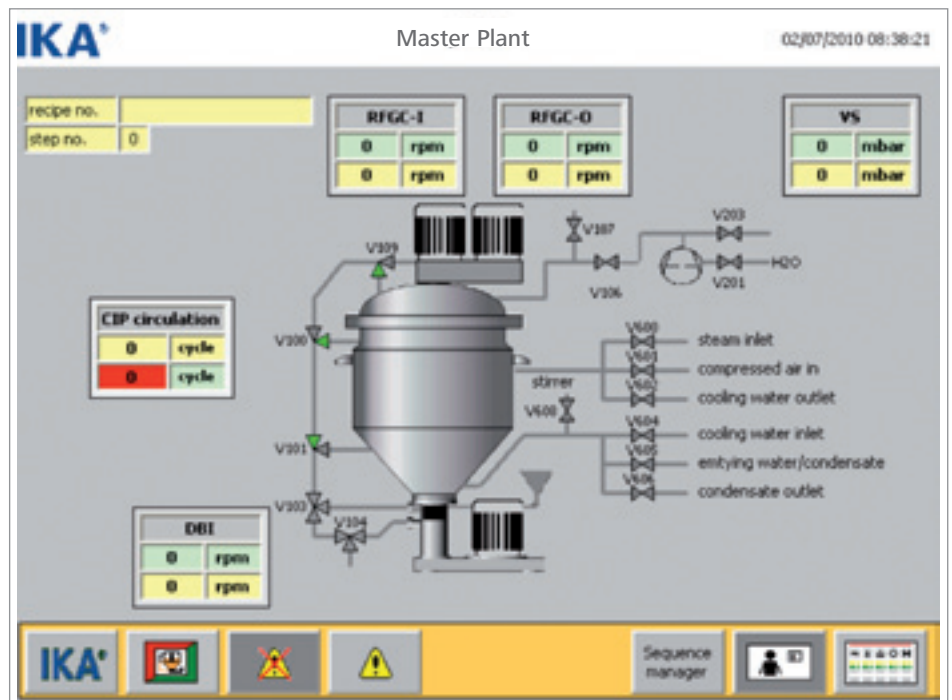 IKA®
Master Plant
02/07/2010 08:38:21
recipe no.
step no. 0
RFGC-I
0 rpm
0 rpm
RFGC-O
0 rpm
0 rpm
VS
0 mbar
0 mbar
V109
V107
V203
H2O
V201
V106
CIP circulation
0 cycle
0 cycle
V100
V600
steam inlet
V601
compressed air in
V602
cooling water outlet
stirrer
V608
V604
cooling water inlet
V605
emtying water/condensate
V606
condensate outlet
V101
V103
V104
DBI
0 rpm
0 rpm
IKA®
Sequence
manager